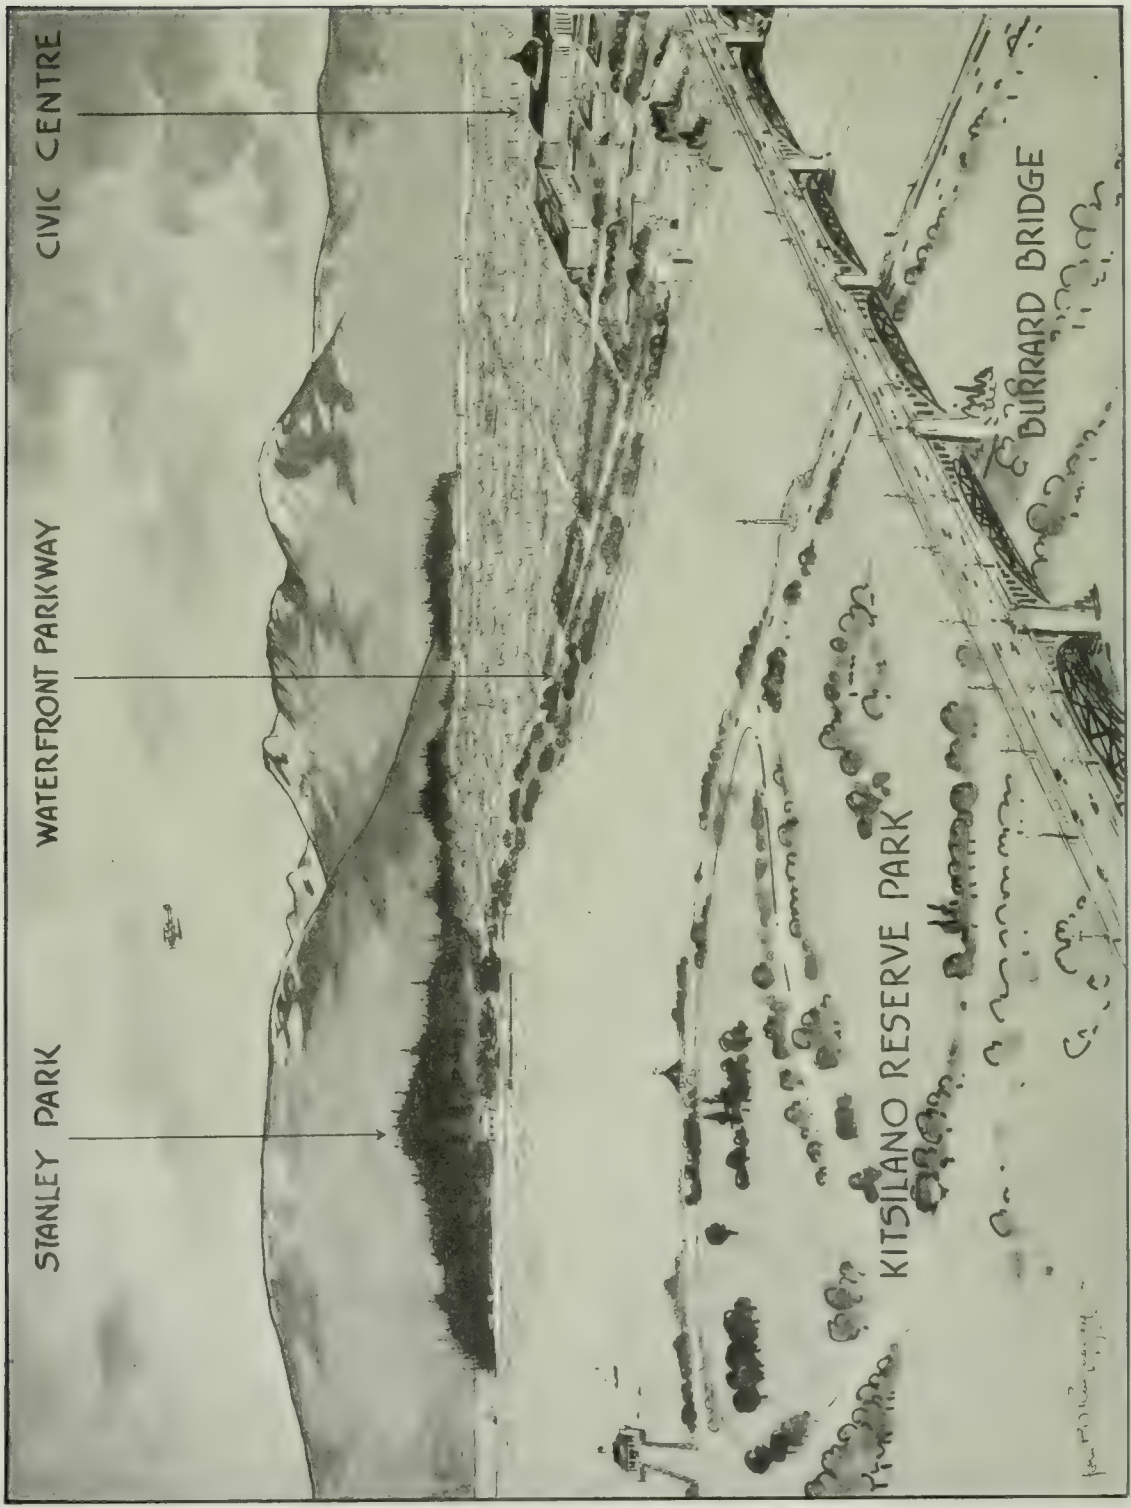 STANLEY PARK
WATERFRONT PARKWAY
CIVIC CENTRE
KITSILANO RESERVE PARK
BURRARD BRIDGE